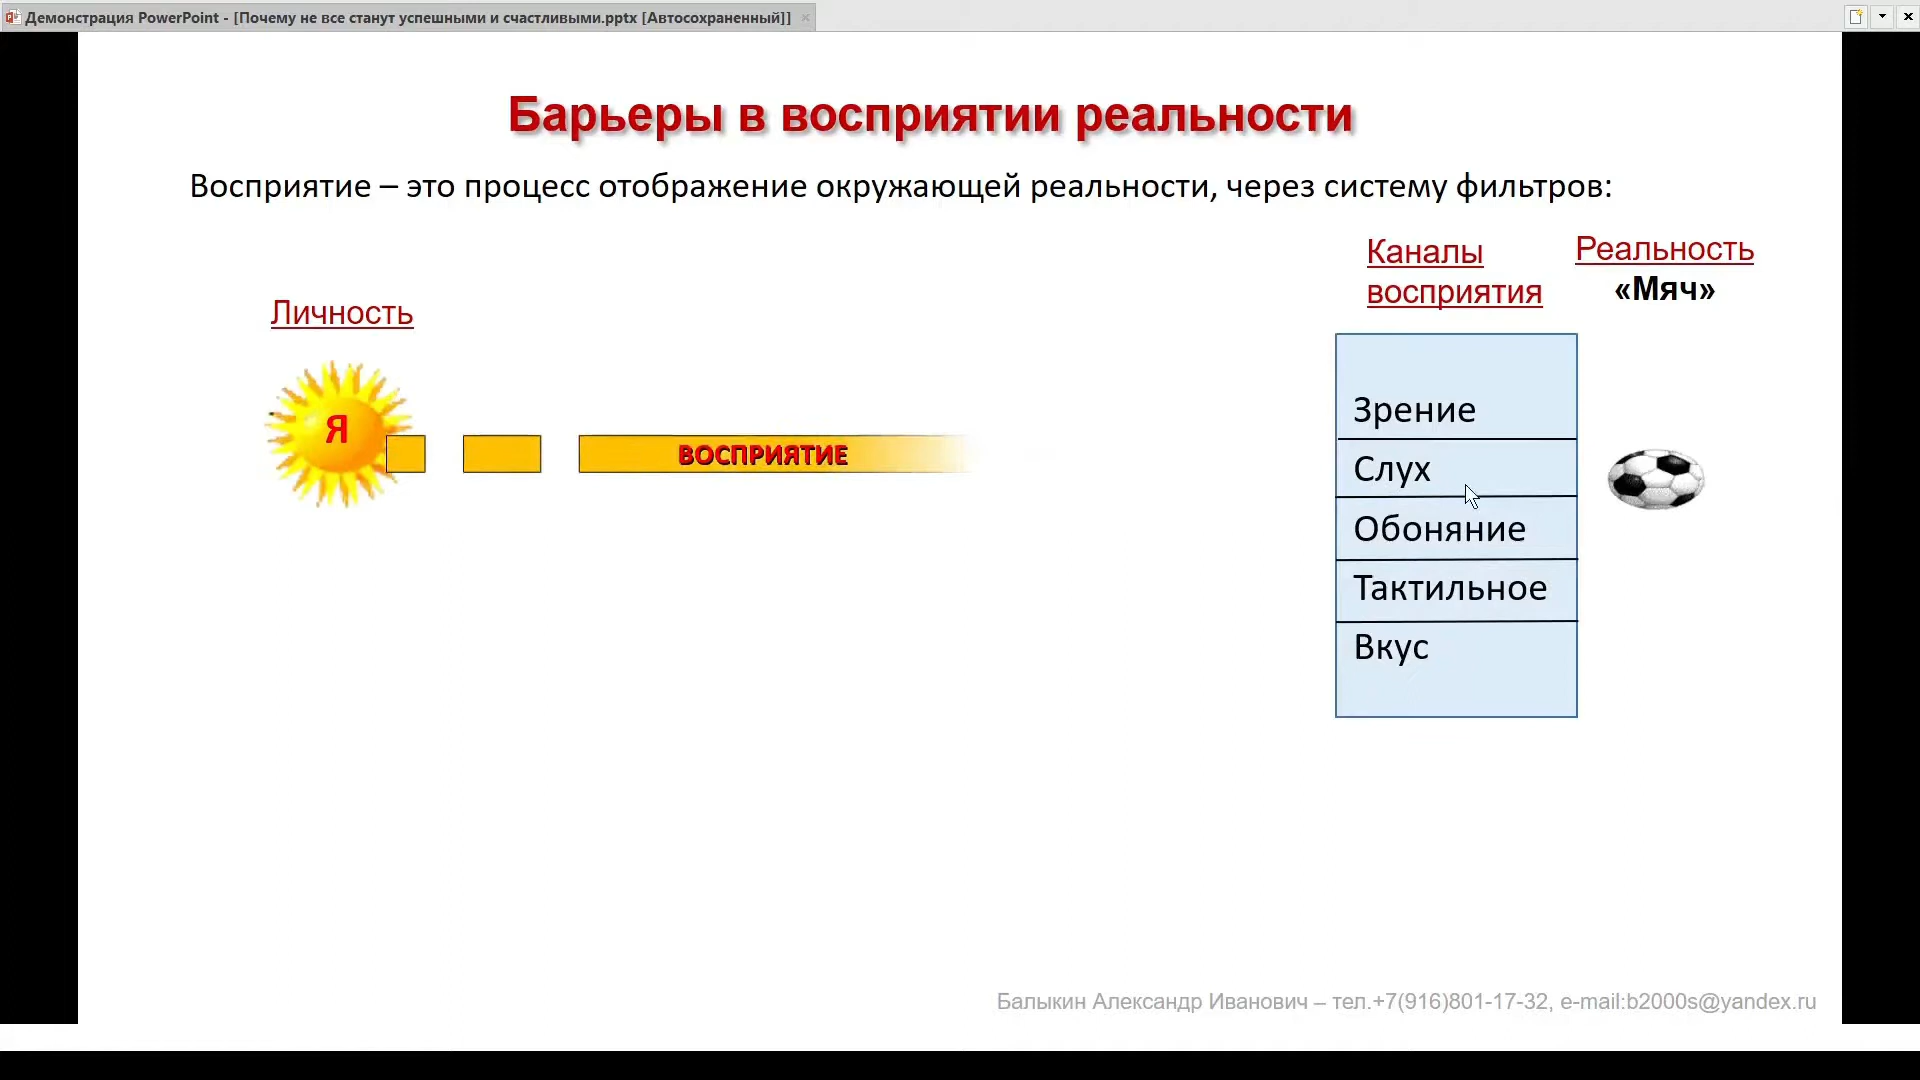 Демонстрация PowerPoint - [Почему не все станут успешными и счастливыми.pptx [Автосохраненный]]
Барьеры в восприятии реальности
Восприятие – это процесс отображение окружающей реальности, через систему фильтров:
Каналы
восприятия
Реальность
«Мяч»
Личность
Я
ВОСПРИЯТИЕ
Зрение
Слух
Обоняние
Тактильное
Вкус
Балыкин Александр Иванович – тел.+7(916)801-17-32, e-mail:b2000s@yandex.ru